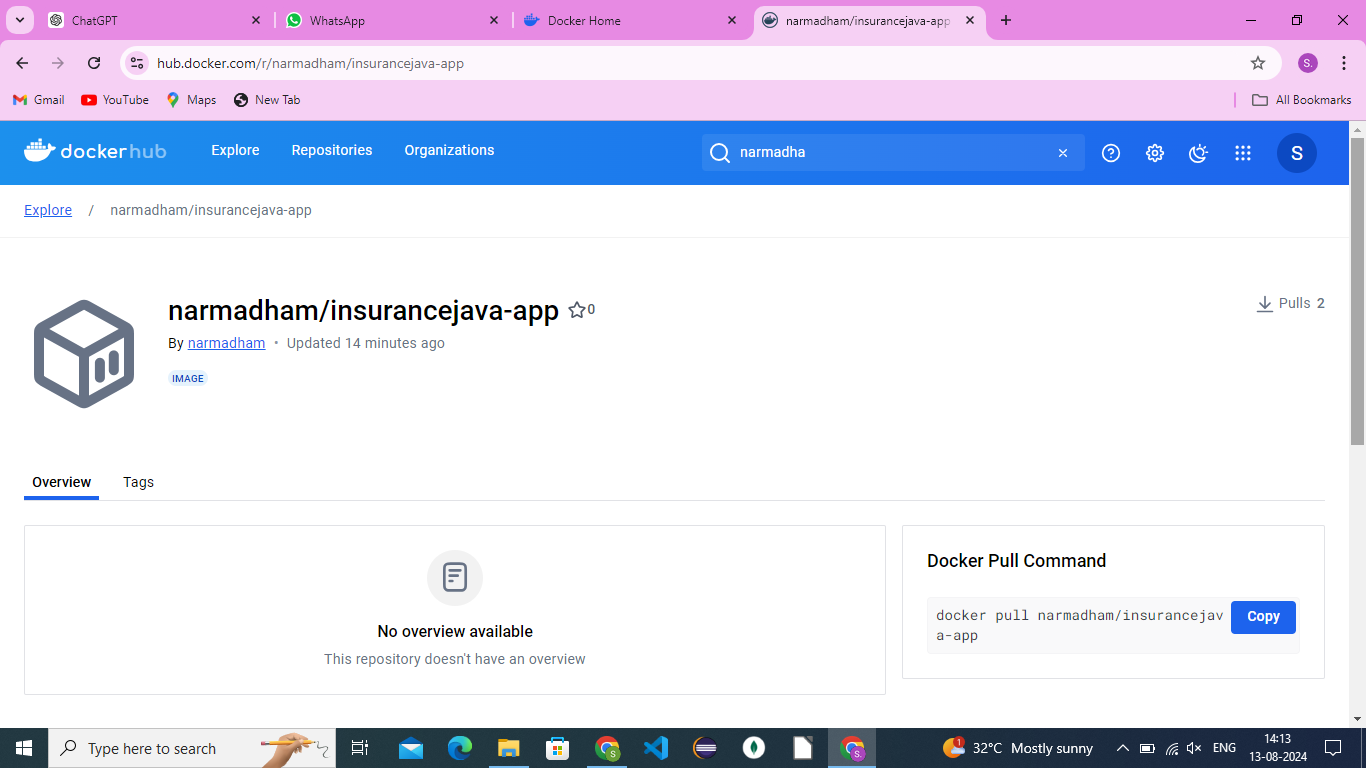 ChatGPT
WhatsApp
Docker Home
narmadham/insurancejava-app
hub.docker.com/r/narmadham/insurancejava-app
S.
Gmail
YouTube
Maps
New Tab
All Bookmarks
dockerhub
Explore
Repositories
Organizations
narmadha
S
Explore / narmadham/insurancejava-app
narmadham/insurancejava-app
0
Pulls 2
By narmadham • Updated 14 minutes ago
IMAGE
Overview
Tags
No overview available
This repository doesn't have an overview
Docker Pull Command
docker pull narmadham/insurancejav
a-app
Copy
Type here to search
S
S.
1
32°C Mostly sunny
ENG
14:13
13-08-2024